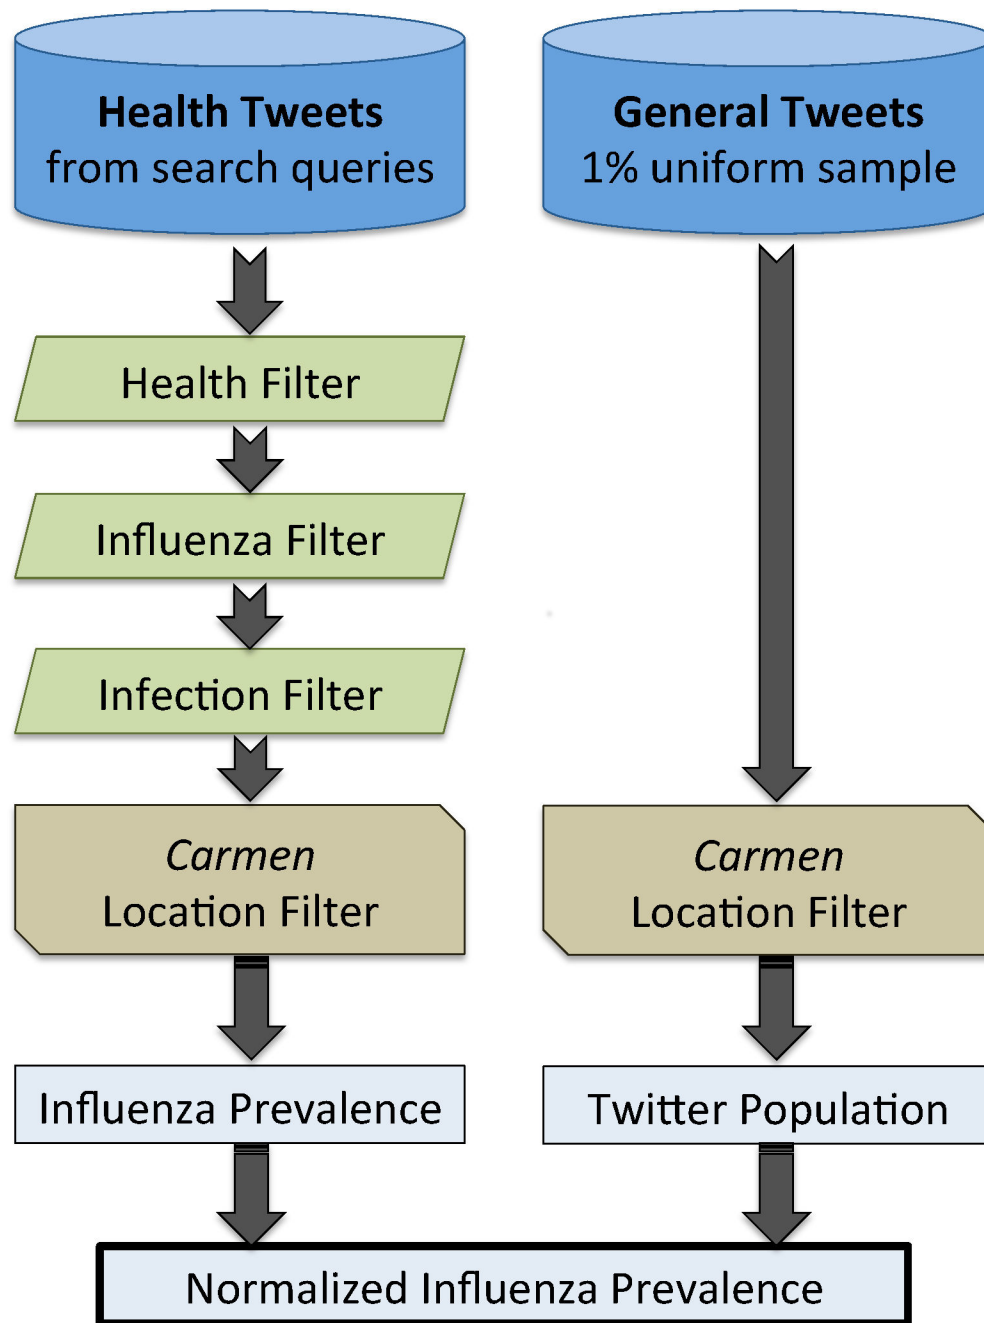 Health Tweets
from search queries
General Tweets
1% uniform sample
Health Filter
Influenza Filter
Infection Filter
Carmen
Location Filter
Carmen
Location Filter
Influenza Prevalence
Twitter Population
Normalized Influenza Prevalence